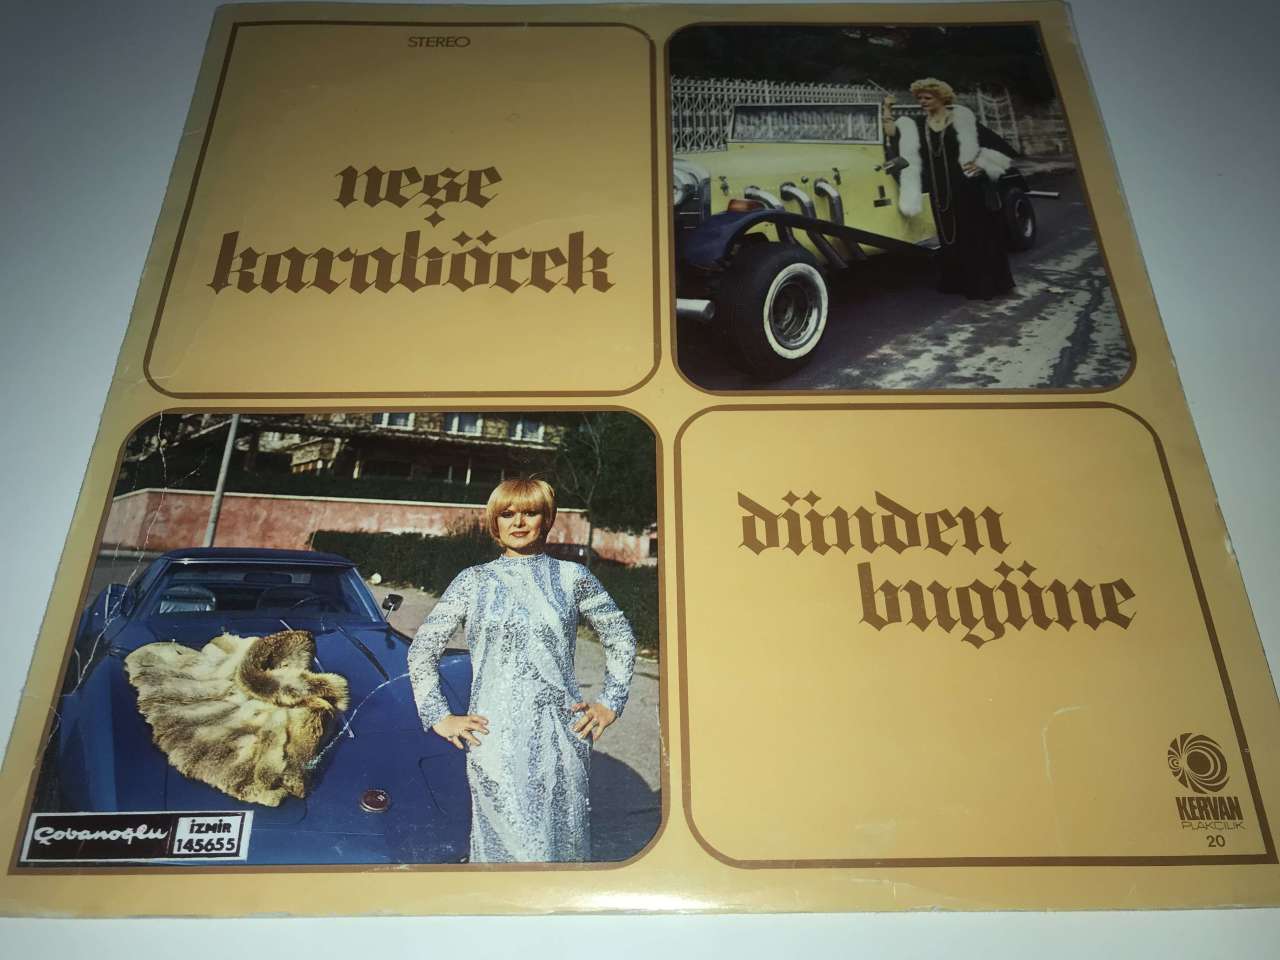 STEREO
neşe
karaböcek
dünden
bugüne
KERVAN
PLAKÇILIK
20
Çobanoğlu
İZMİR
145655